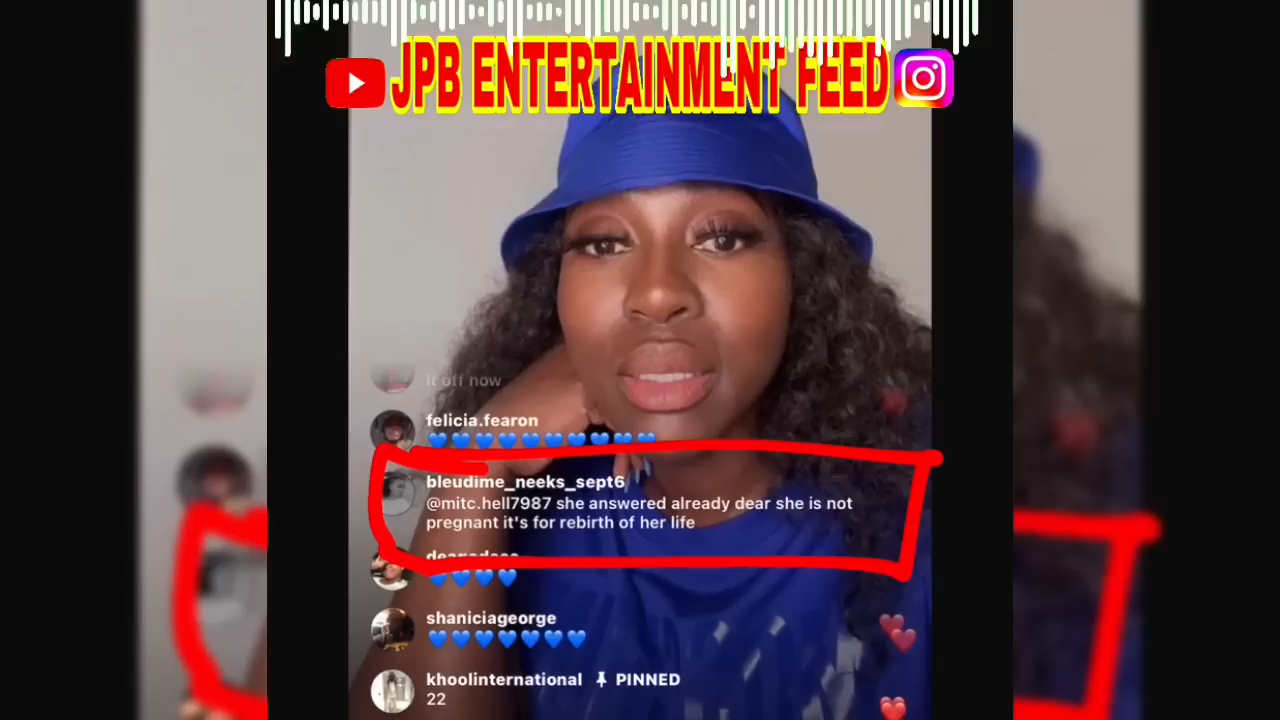 JPB ENTERTAINMENT FEED
it off now
felicia.fearon
💙💙💙💙💙💙💙💙💙💙
bleudime_neeks_sept6
@mitc.hell7987 she answered already dear she is not
pregnant it's for rebirth of her life
💙💙💙💙
shaniciageorge
💙💙💙💙💙💙💙
khoolinternational 📌 PINNED
22